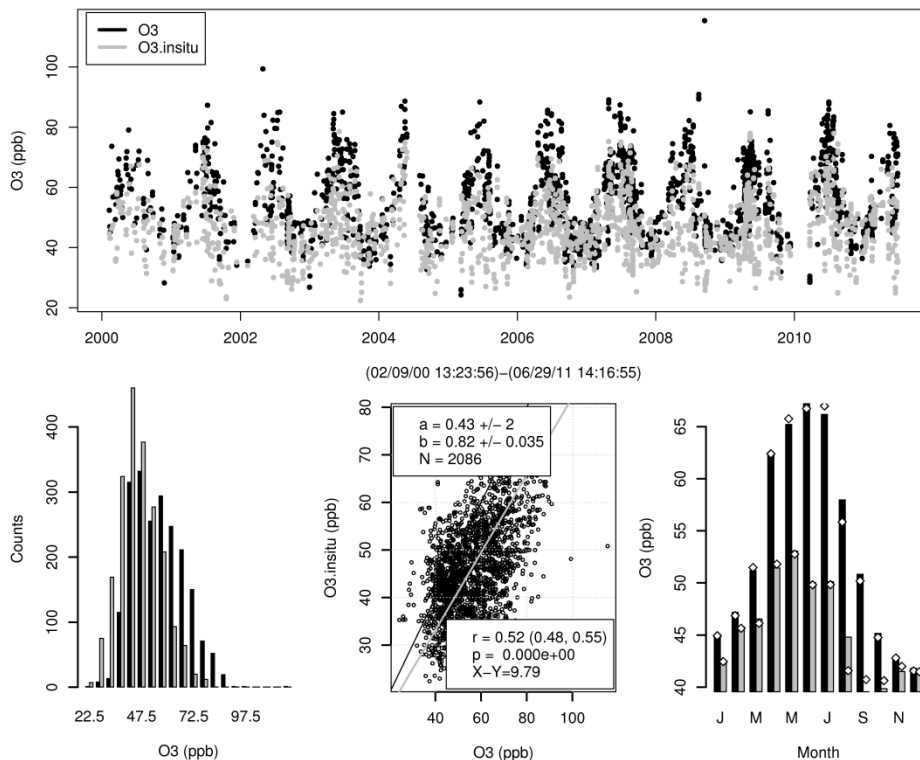 O3
O3.insitu
O3 (ppb)
20 40 60 80 100
2000 2002 2004 2006 2008 2010
(02/09/00 13:23:56)−(06/29/11 14:16:55)
Counts
0 100 200 300 400
22.5 47.5 72.5 97.5
O3 (ppb)
a = 0.43 +/- 2
b = 0.82 +/- 0.035
N = 2086
O3.insitu (ppb)
30 40 50 60 70 80
r = 0.52 (0.48, 0.55)
p = 0.000e+00
X−Y=9.79
40 60 80 100
O3 (ppb)
O3 (ppb)
40 45 50 55 60 65
J M M J S N
Month